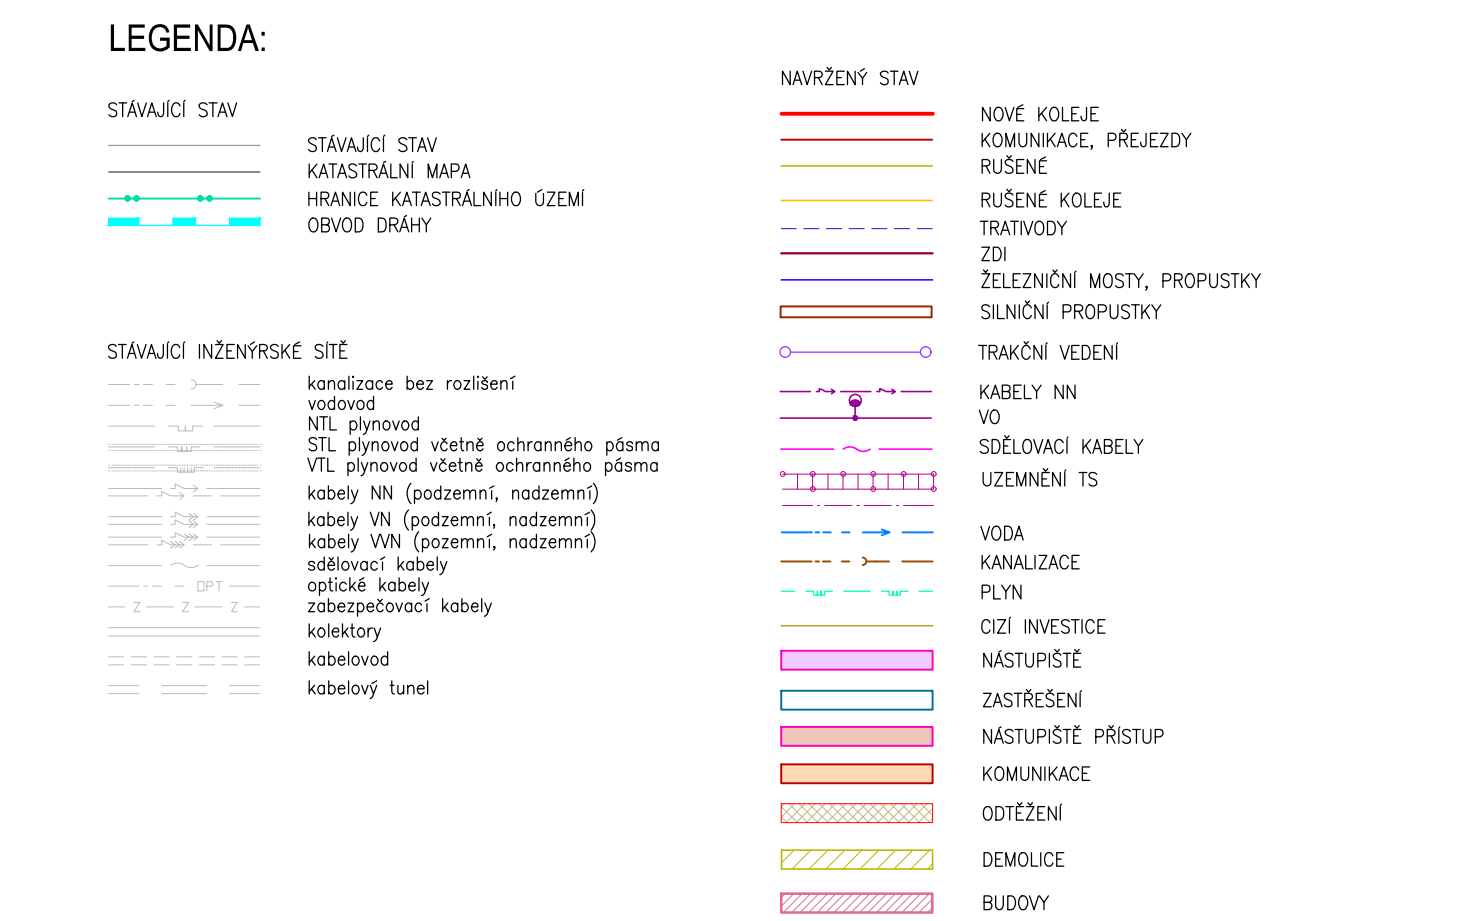 LEGENDA:
STÁVAJÍCÍ STAV
STÁVAJÍCÍ STAV
KATASTRÁLNÍ MAPA
HRANICE KATASTRÁLNÍHO ÚZEMÍ
OBVOD DRÁHY
STÁVAJÍCÍ INŽENÝRSKÉ SÍTĚ
kanalizace bez rozlišení
vodovod
NTL plynovod
STL plynovod včetně ochranného pásma
VTL plynovod včetně ochranného pásma
kabely NN (podzemní, nadzemní)
kabely VN (podzemní, nadzemní)
kabely VVN (pozemní, nadzemní)
sdělovací kabely
OPT optické kabely
Z Z Z zabezpečovací kabely
kolektory
kabelovod
kabelový tunel
NAVRŽENÝ STAV
NOVÉ KOLEJE
KOMUNIKACE, PŘEJEZDY
RUŠENÉ
RUŠENÉ KOLEJE
TRATIVODY
ZDI
ŽELEZNIČNÍ MOSTY, PROPUSTKY
SILNIČNÍ PROPUSTKY
TRAKČNÍ VEDENÍ
KABELY NN
VO
SDĚLOVACÍ KABELY
UZEMNĚNÍ TS
VODA
KANALIZACE
PLYN
CIZÍ INVESTICE
NÁSTUPIŠTĚ
ZASTŘEŠENÍ
NÁSTUPIŠTĚ PŘÍSTUP
KOMUNIKACE
ODTĚŽENÍ
DEMOLICE
BUDOVY